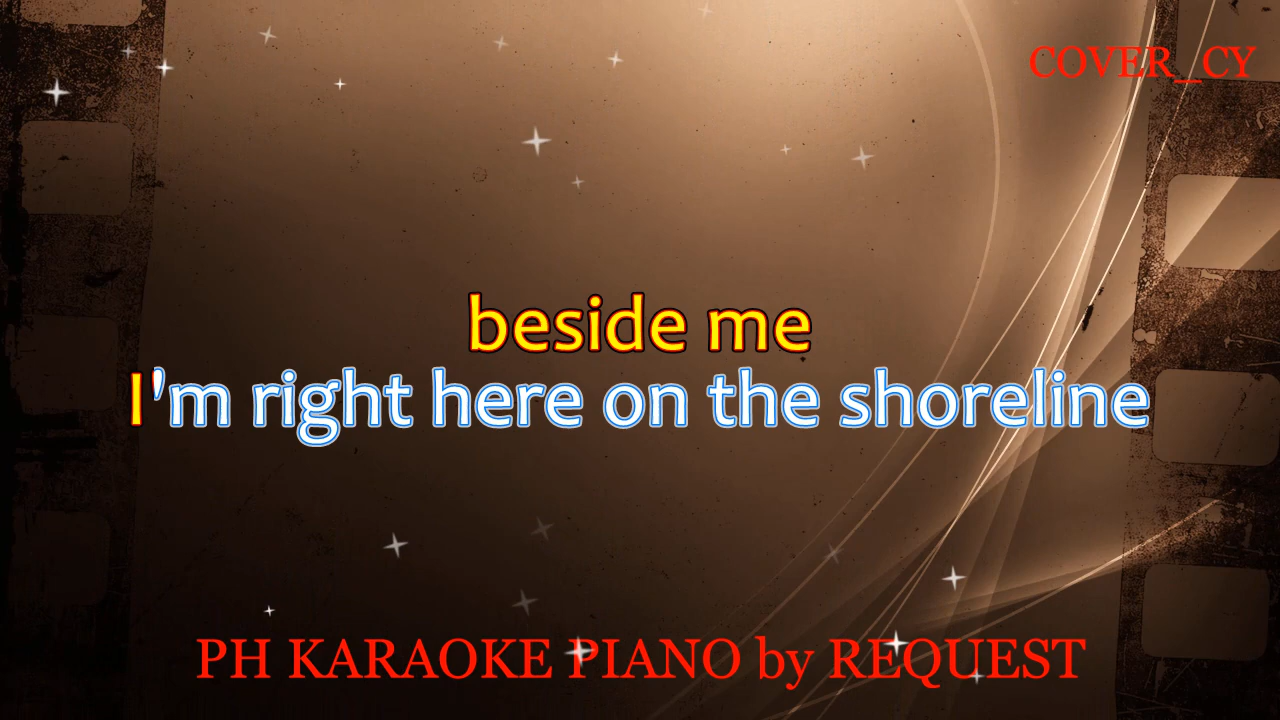 COVER_CY
beside me
I'm right here on the shoreline
PH KARAOKE PIANO by REQUEST